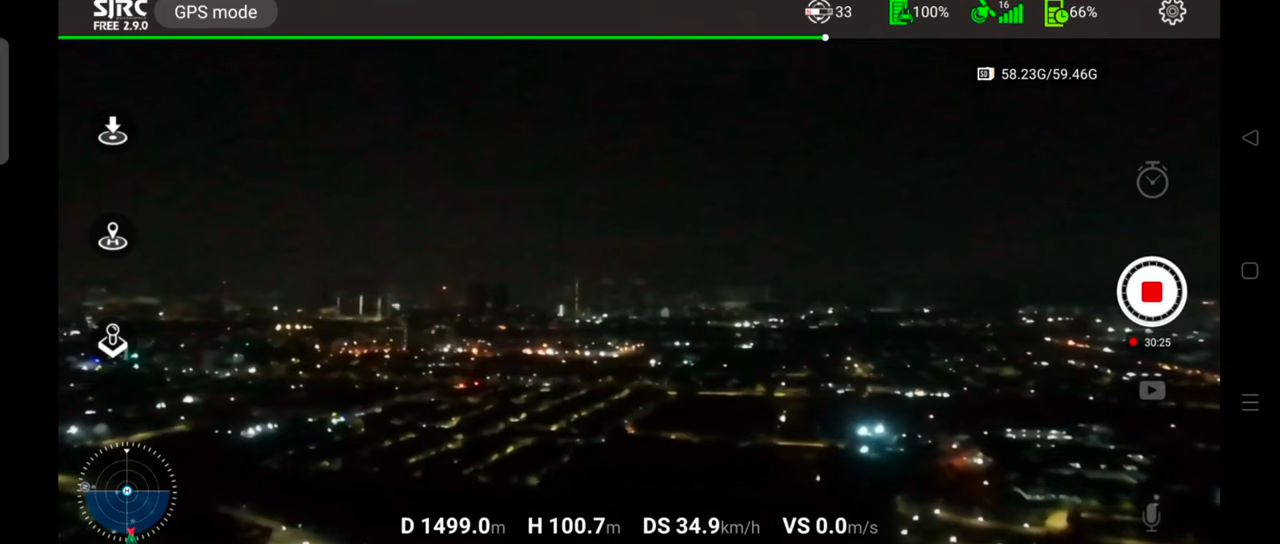 SJRC
FREE 2.9.0
GPS mode
33
100%
16
66%
SD 58.23G/59.46G
30:25
D 1499.0m H 100.7m DS 34.9km/h VS 0.0m/s